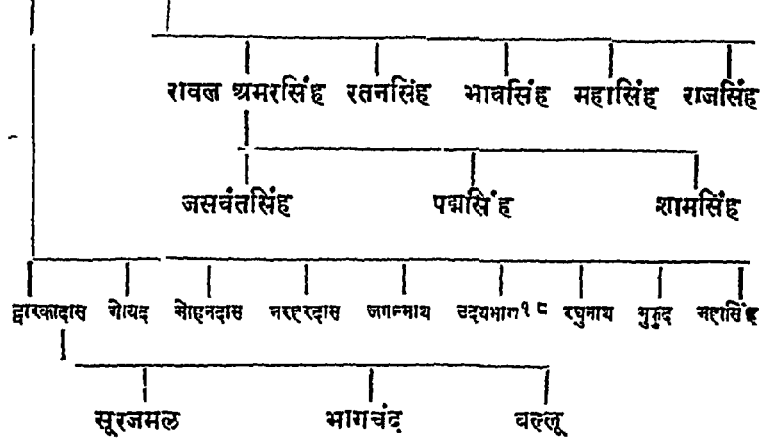 रावल अमरसिंह रतनसिंह भावसिंह महासिंह राजसिंह
जसवंतसिंह पद्मसिंह शामसिंह
द्वारकादास गोयद मोहनदास नरहरदास जगन्नाथ उदयभाण१८ रघुनाथ मुकुंद महासिंह
सूरजमल भागचंद वल्लू